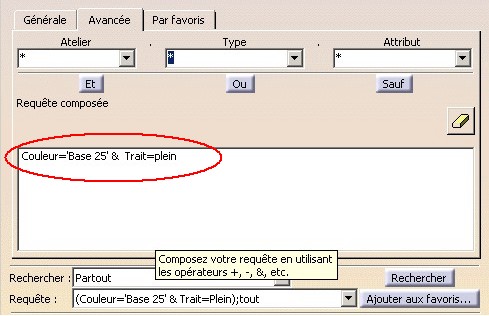 Générale Avancée Par favoris
Atelier . Type . Attribut
* * *
Et Ou Sauf
Requête composée
Couleur='Base 25' & Trait=plein
Composez votre requête en utilisant
les opérateurs +, -, &, etc.
Rechercher : Partout Rechercher
Requête : (Couleur='Base 25' & Trait=Plein);tout Ajouter aux favoris...